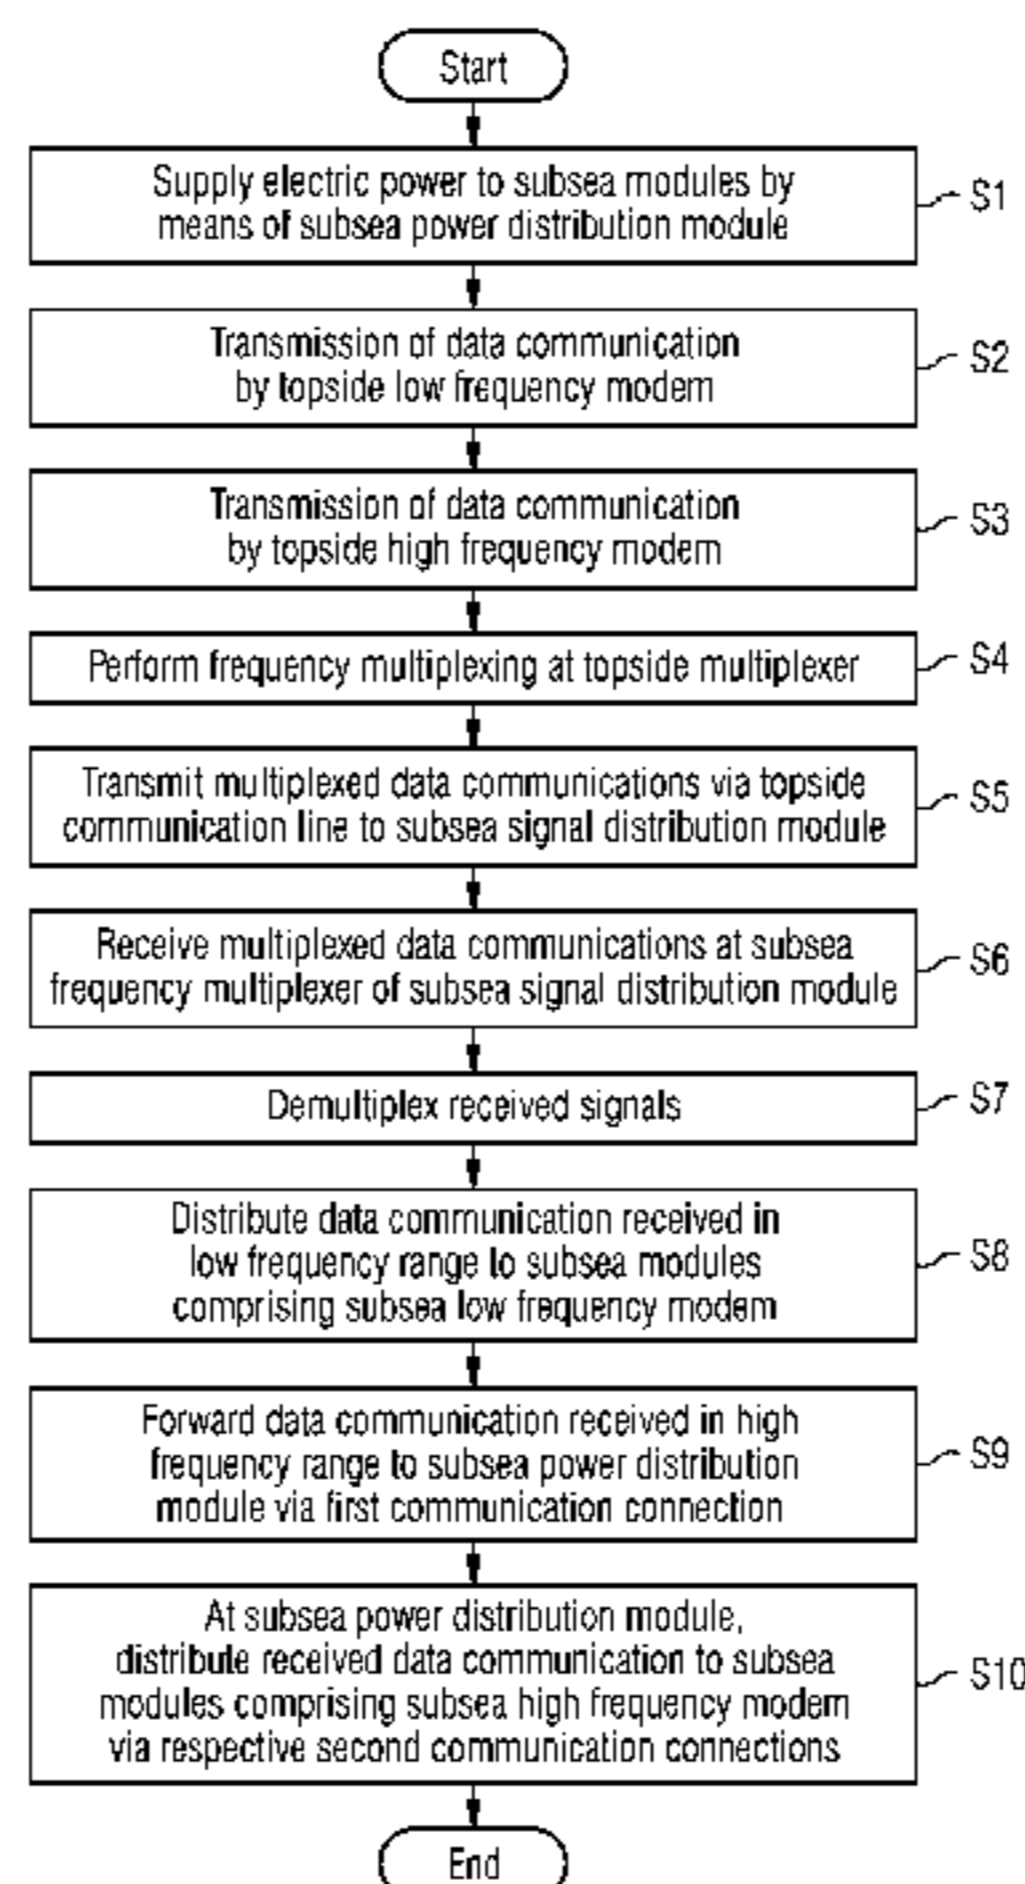 Start
Supply electric power to subsea modules by
means of subsea power distribution module
S1
Transmission of data communication
by topside low frequency modem
S2
Transmission of data communication
by topside high frequency modem
S3
Perform frequency multiplexing at topside multiplexer
S4
Transmit multiplexed data communications via topside
communication line to subsea signal distribution module
S5
Receive multiplexed data communications at subsea
frequency multiplexer of subsea signal distribution module
S6
Demultiplex received signals
S7
Distribute data communication received in
low frequency range to subsea modules
comprising subsea low frequency modem
S8
Forward data communication received in high
frequency range to subsea power distribution
module via first communication connection
S9
At subsea power distribution module,
distribute received data communication to subsea
modules comprising subsea high frequency modem
via respective second communication connections
S10
End